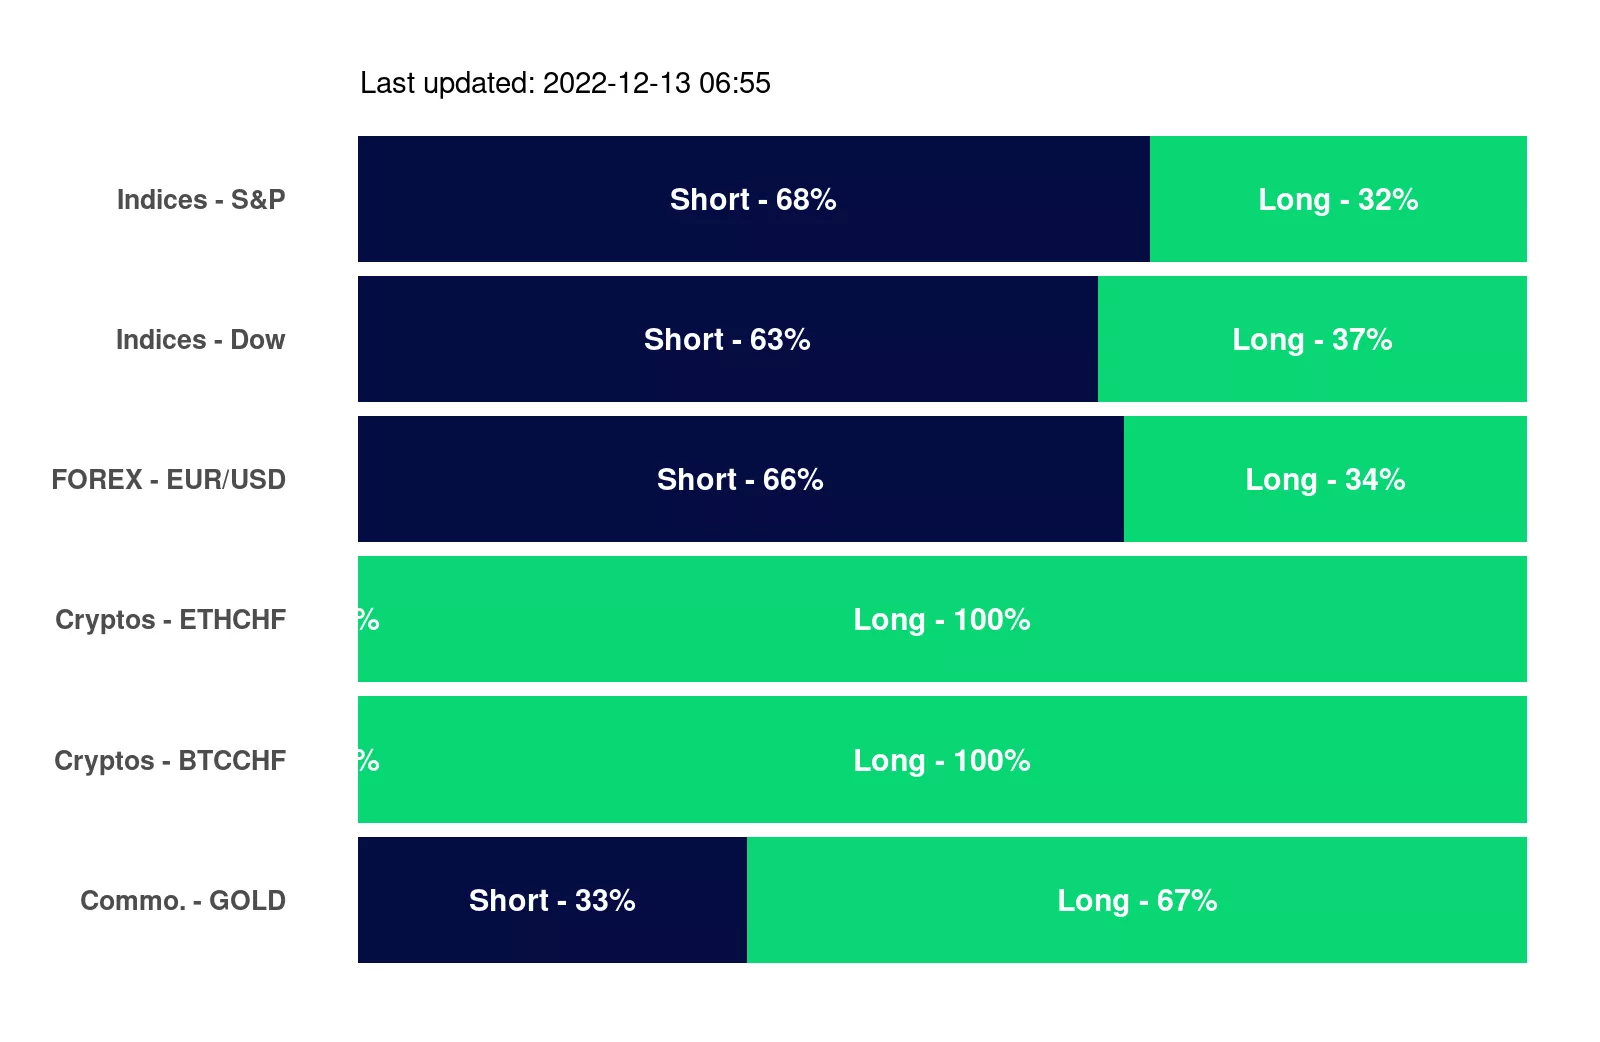 Last updated: 2022-12-13 06:55
Indices - S&P Short - 68% Long - 32%
Indices - Dow Short - 63% Long - 37%
FOREX - EUR/USD Short - 66% Long - 34%
Cryptos - ETHCHF % Long - 100%
Cryptos - BTCCHF % Long - 100%
Commo. - GOLD Short - 33% Long - 67%